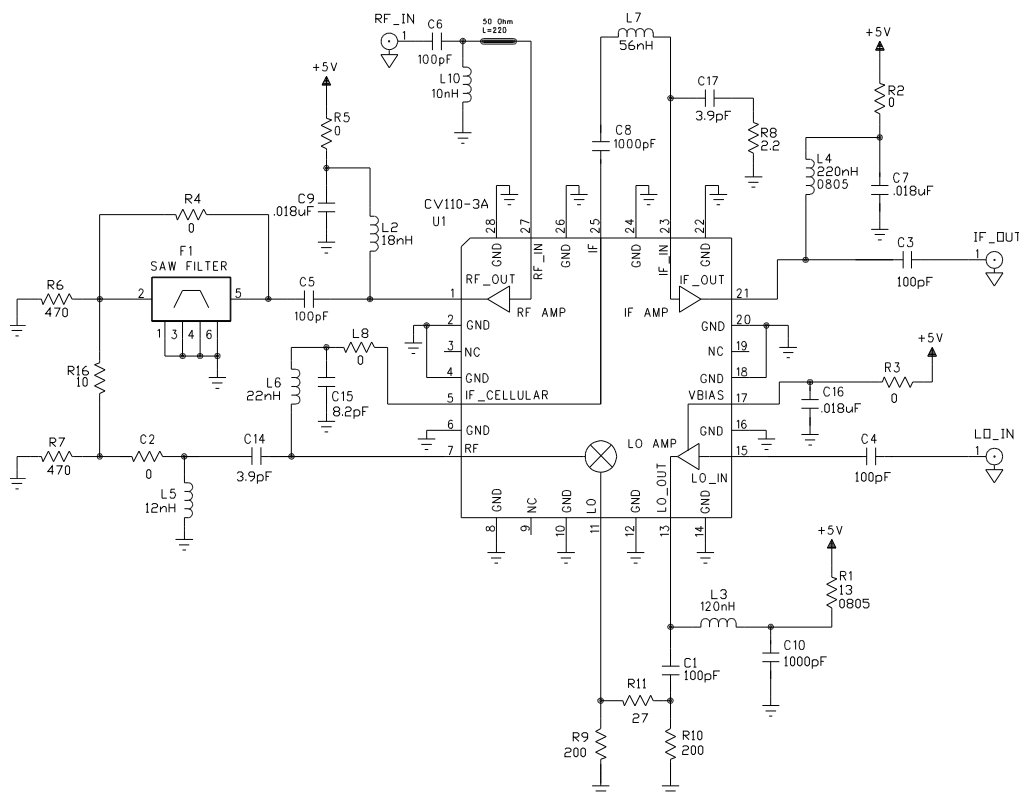 RF_IN
1
C6
100pF
50 Ohm
L=220
L10
10nH
L7
56nH
C17
3.9pF
R8
2.2
C8
1000pF
+5V
R2
0
L4
220nH
0805
C7
.018uF
C3
100pF
IF_OUT
1
+5V
R5
0
C9
.018uF
L2
18nH
R4
0
F1
SAW FILTER
2
5
1
3
4
6
R6
470
C5
100pF
R16
10
R7
470
C2
0
L5
12nH
C14
3.9pF
L6
22nH
C15
8.2pF
L8
0
CV110-3A
U1
28
27
26
25
24
23
22
GND
RF_IN
GND
IF
GND
IF_IN
GND
RF_OUT
RF AMP
IF_OUT
IF AMP
1
2
GND
3
NC
4
GND
5
IF_CELLULAR
6
GND
7
RF
21
20
GND
19
NC
18
GND
17
VBIAS
16
GND
15
LO AMP
LO_IN
GND
NC
GND
LO
GND
LO_OUT
GND
8
9
10
11
12
13
14
+5V
R3
0
C16
.018uF
C4
100pF
LO_IN
1
+5V
R1
13
0805
L3
120nH
C10
1000pF
C1
100pF
R11
27
R9
200
R10
200